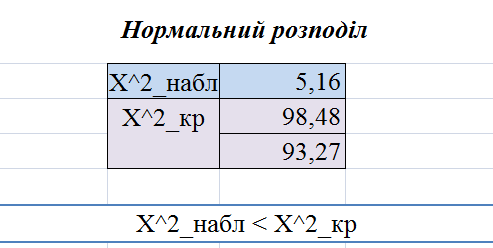 Нормальний розподіл
X^2_набл 5,16
X^2_кр 98,48
93,27
X^2_набл < X^2_кр